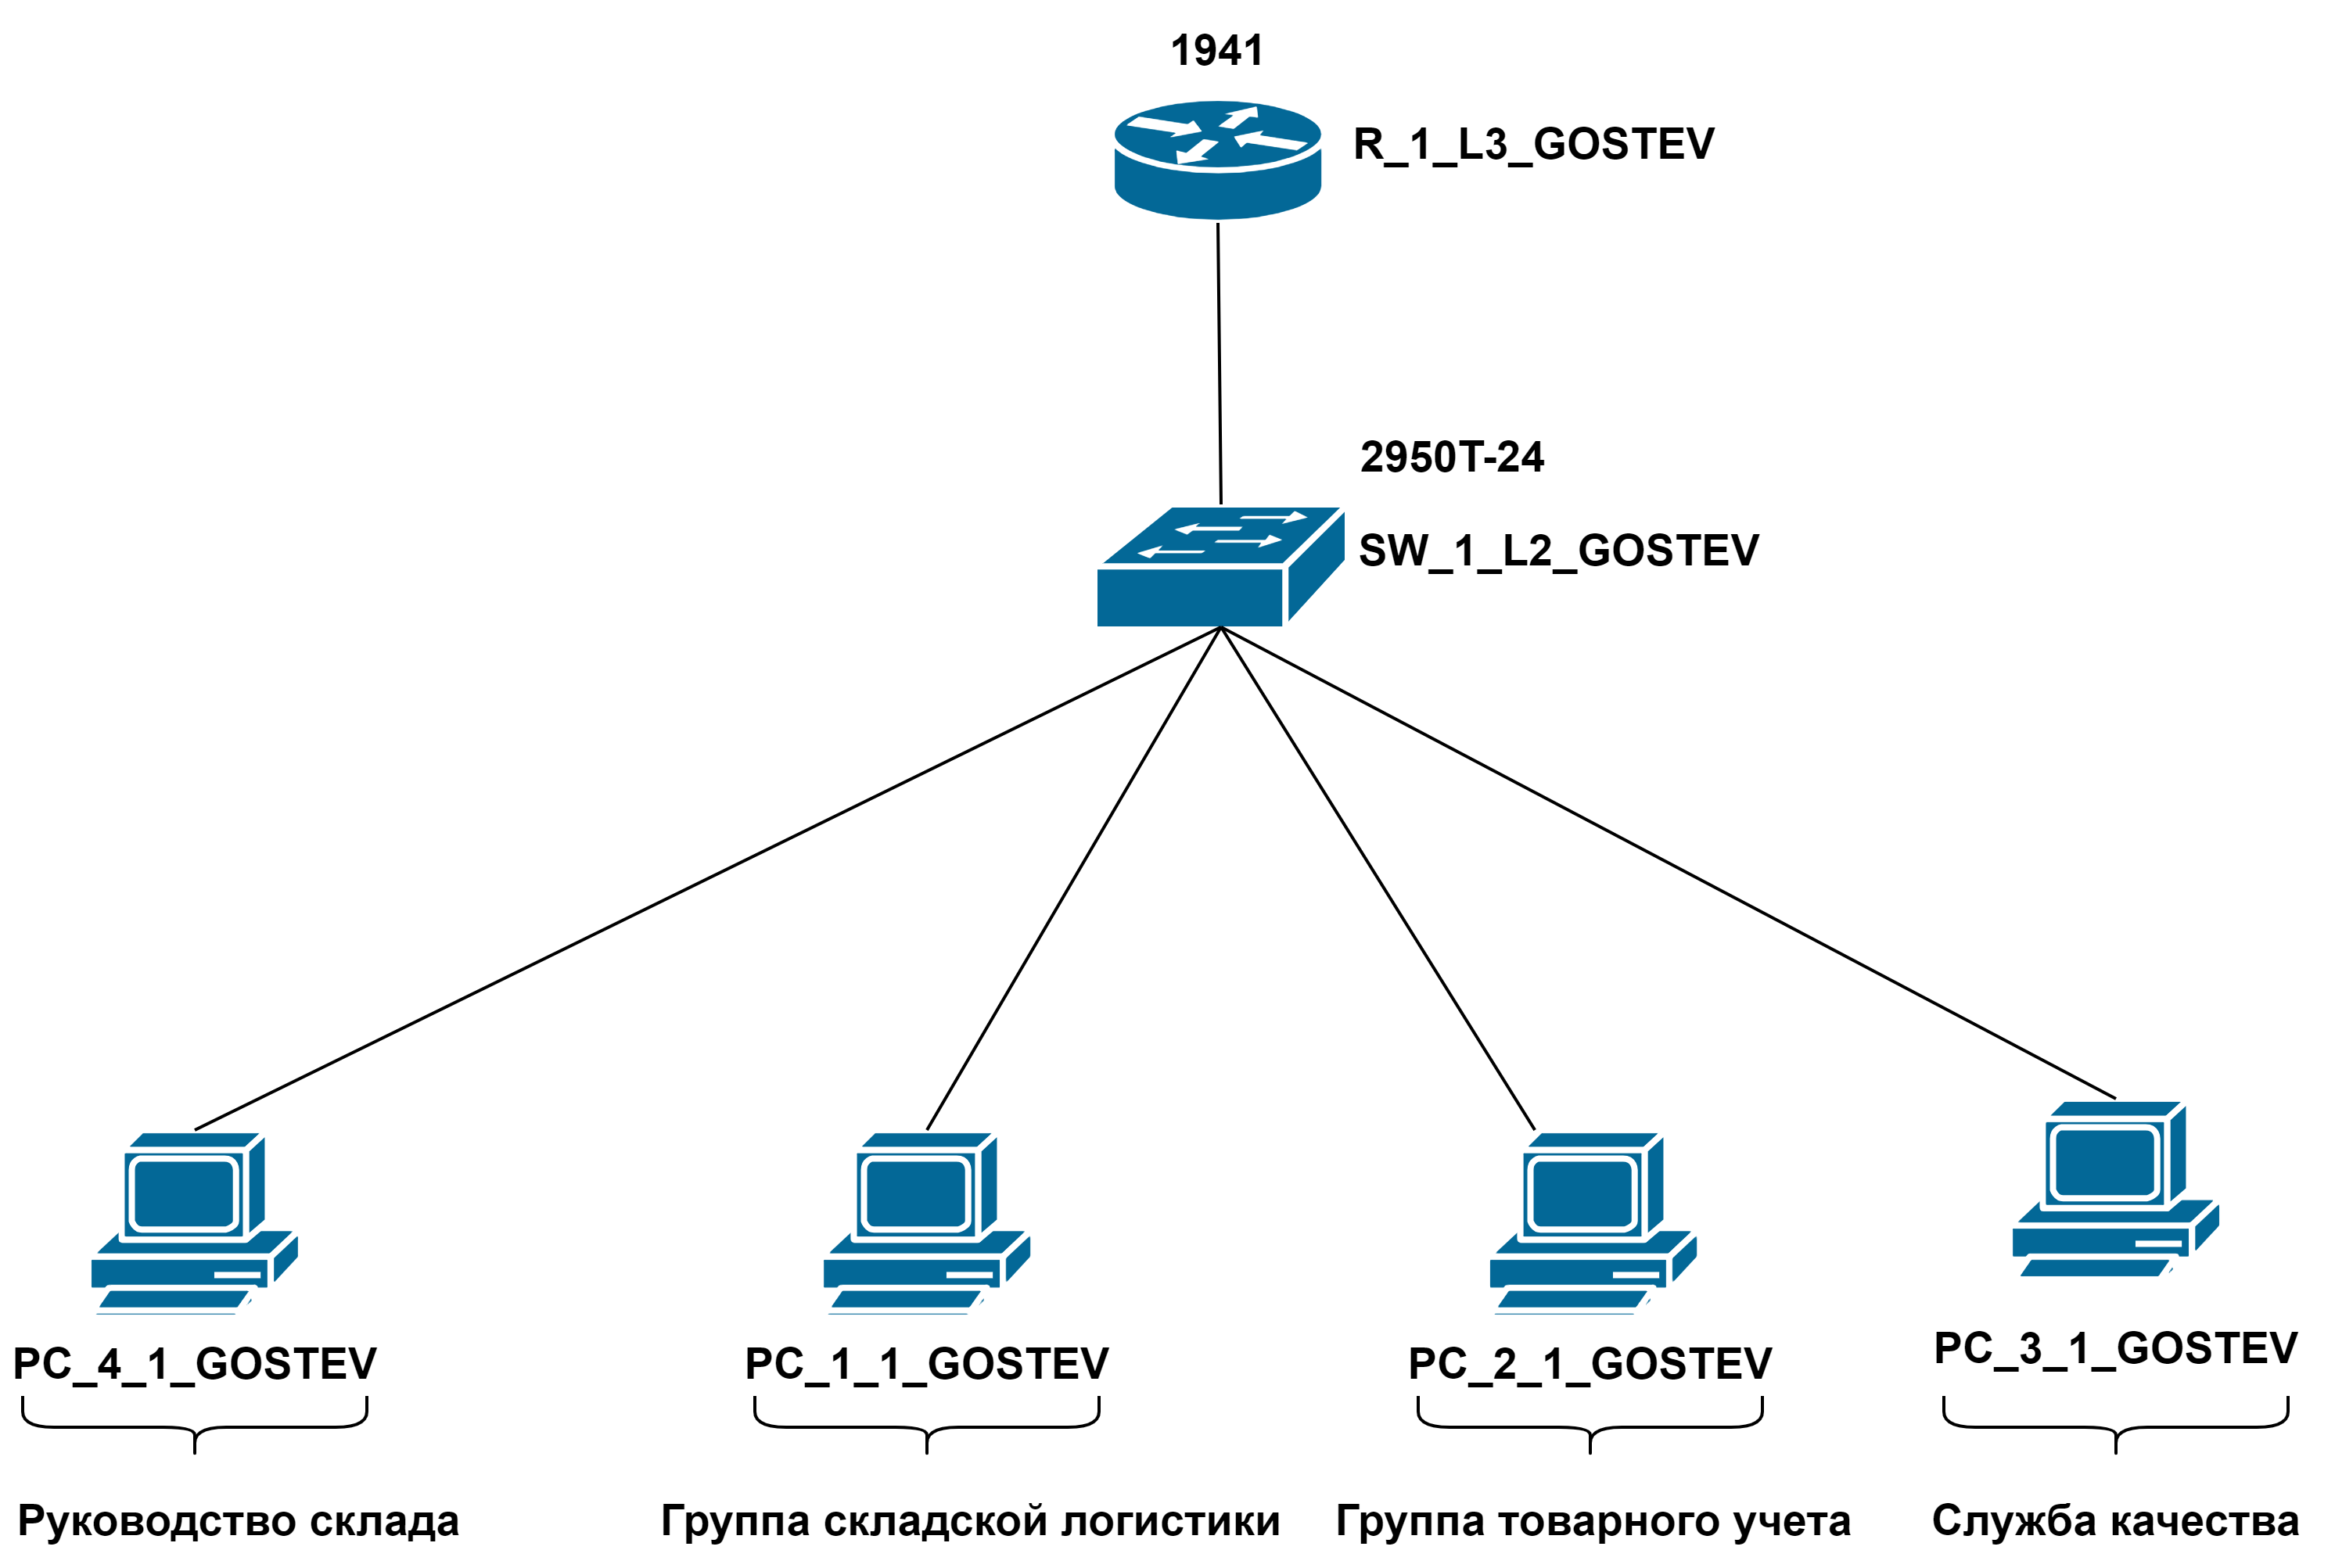 1941
R_1_L3_GOSTEV
2950T-24
SW_1_L2_GOSTEV
PC_4_1_GOSTEV
PC_1_1_GOSTEV
PC_2_1_GOSTEV
PC_3_1_GOSTEV
Руководство склада
Группа складской логистики
Группа товарного учета
Служба качества